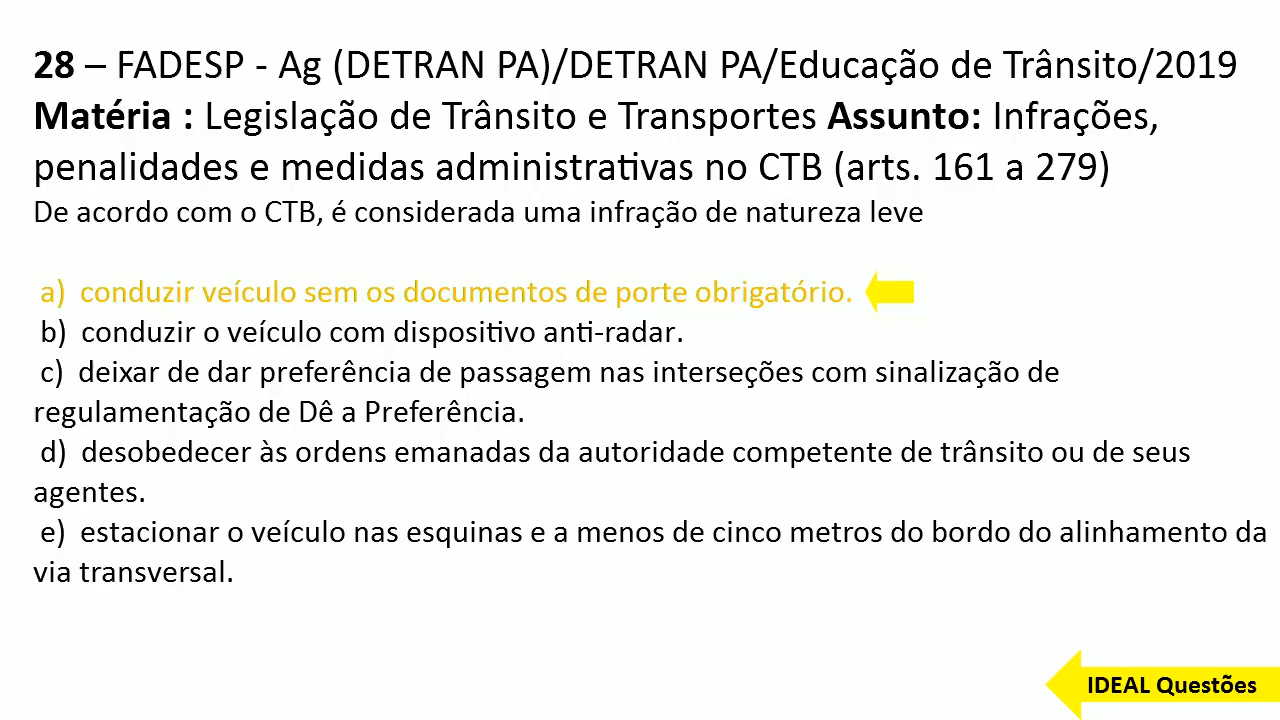 28 – FADESP - Ag (DETRAN PA)/DETRAN PA/Educação de Trânsito/2019
Matéria : Legislação de Trânsito e Transportes Assunto: Infrações,
penalidades e medidas administrativas no CTB (arts. 161 a 279)
De acordo com o CTB, é considerada uma infração de natureza leve
a) conduzir veículo sem os documentos de porte obrigatório.
b) conduzir o veículo com dispositivo anti-radar.
c) deixar de dar preferência de passagem nas interseções com sinalização de
regulamentação de Dê a Preferência.
d) desobedecer às ordens emanadas da autoridade competente de trânsito ou de seus
agentes.
e) estacionar o veículo nas esquinas e a menos de cinco metros do bordo do alinhamento da
via transversal.
IDEAL Questões